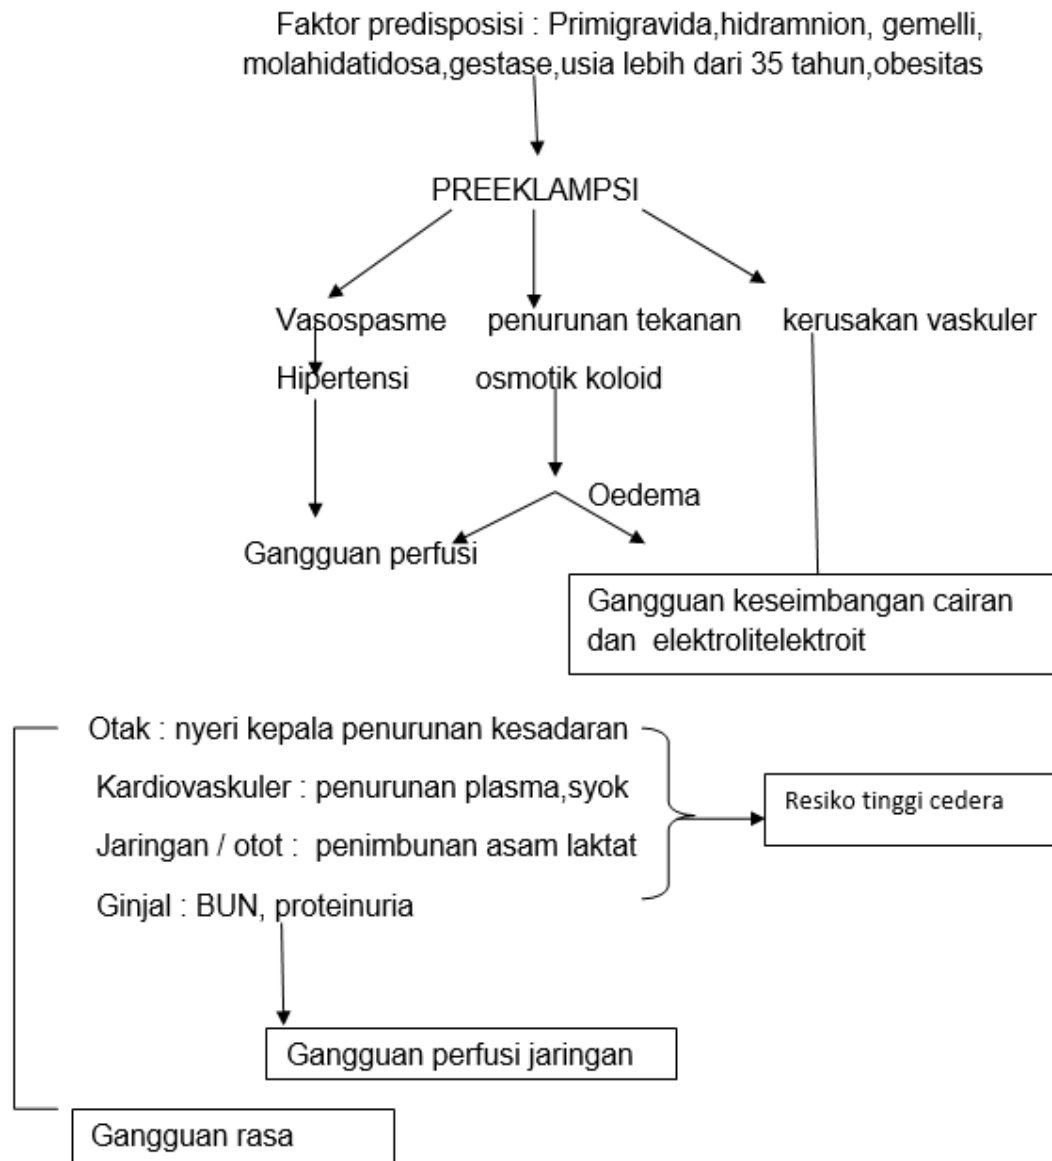 Faktor predisposisi : Primigravida,hidramnion, gemelli,
molahidatidosa,gestase,usia lebih dari 35 tahun,obesitas
PREEKLAMPSI
Vasospasme penurunan tekanan kerusakan vaskuler
Hipertensi osmotik koloid
Oedema
Gangguan perfusi
Gangguan keseimbangan cairan
dan elektrolitelektroit
Otak : nyeri kepala penurunan kesadaran
Kardiovaskuler : penurunan plasma,syok
Resiko tinggi cedera
Jaringan / otot : penimbunan asam laktat
Ginjal : BUN, proteinuria
Gangguan perfusi jaringan
Gangguan rasa